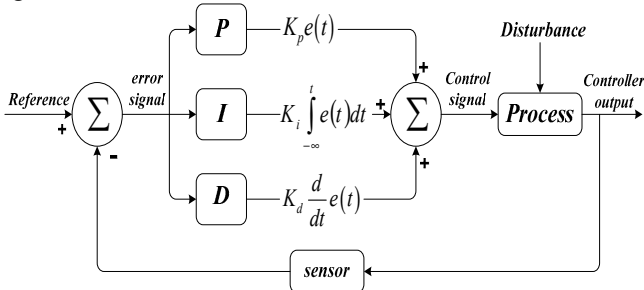 P
K_p e(t)
Disturbance
Reference
+
∑
-
error
signal
I
K_i ∫_{-∞}^{t} e(t)dt
+
+
+
∑
Control
signal
Process
Controller
output
D
K_d d/dt e(t)
sensor